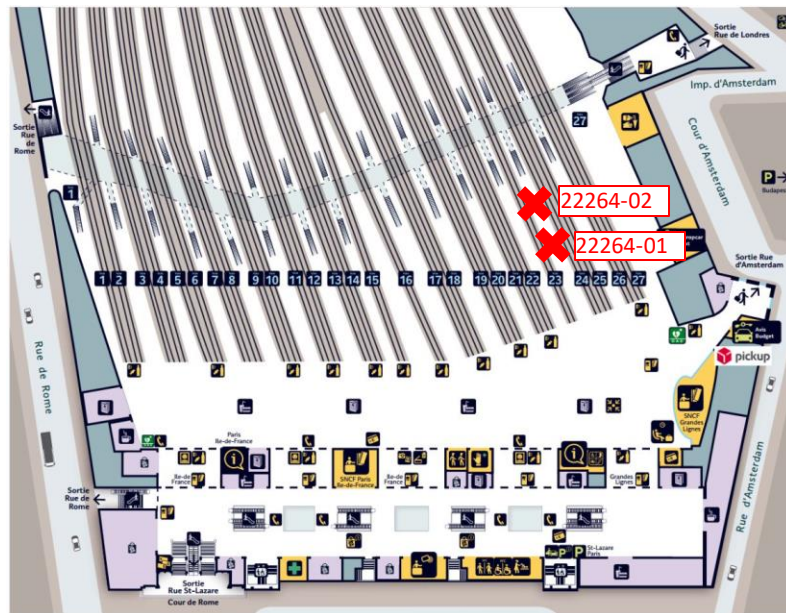 Sortie
Rue de Londres
Imp. d'Amsterdam
Cour d'Amsterdam
27
Sortie
Rue
de
Rome
1
P
Budapest
22264-02
22264-01
Sortie Rue
d'Amsterdam
1 2 3 4 5 6 7 8 9 10 11 12 13 14 15 16 17 18 19 20 21 22 23 24 25 26 27
Avis
Budget
pickup
Rue de Rome
SNCF
Grandes
Lignes
Paris
Ile-de-France
Ile-de
France
SNCF Paris
Ile-de-France
Ile-de
France
Grandes
Lignes
Sortie
Rue de
Rome
Rue d'Amsterdam
P P
St-Lazare
Paris
Sortie
Rue St-Lazare
Cour de Rome